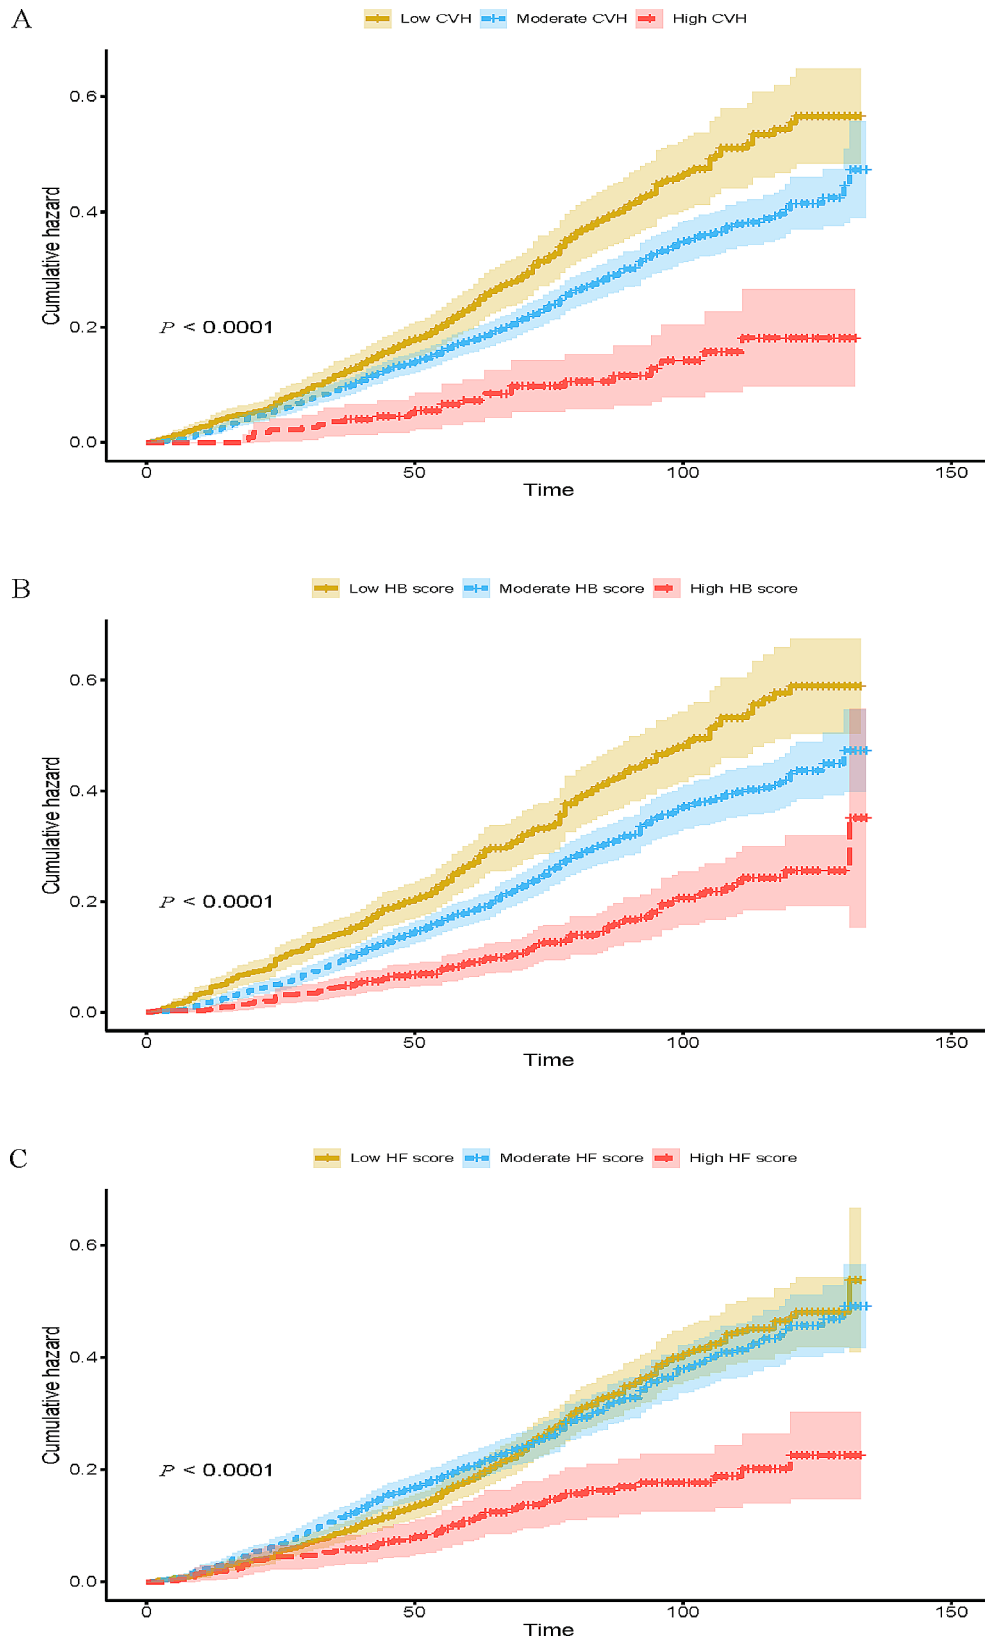 A
Low CVH Moderate CVH High CVH
0.6
0.4
0.2
0.0
Cumulative hazard
P < 0.0001
0 50 100 150
Time
B
Low HB score Moderate HB score High HB score
0.6
0.4
0.2
0.0
Cumulative hazard
P < 0.0001
0 50 100 150
Time
C
Low HF score Moderate HF score High HF score
0.6
0.4
0.2
0.0
Cumulative hazard
P < 0.0001
0 50 100 150
Time